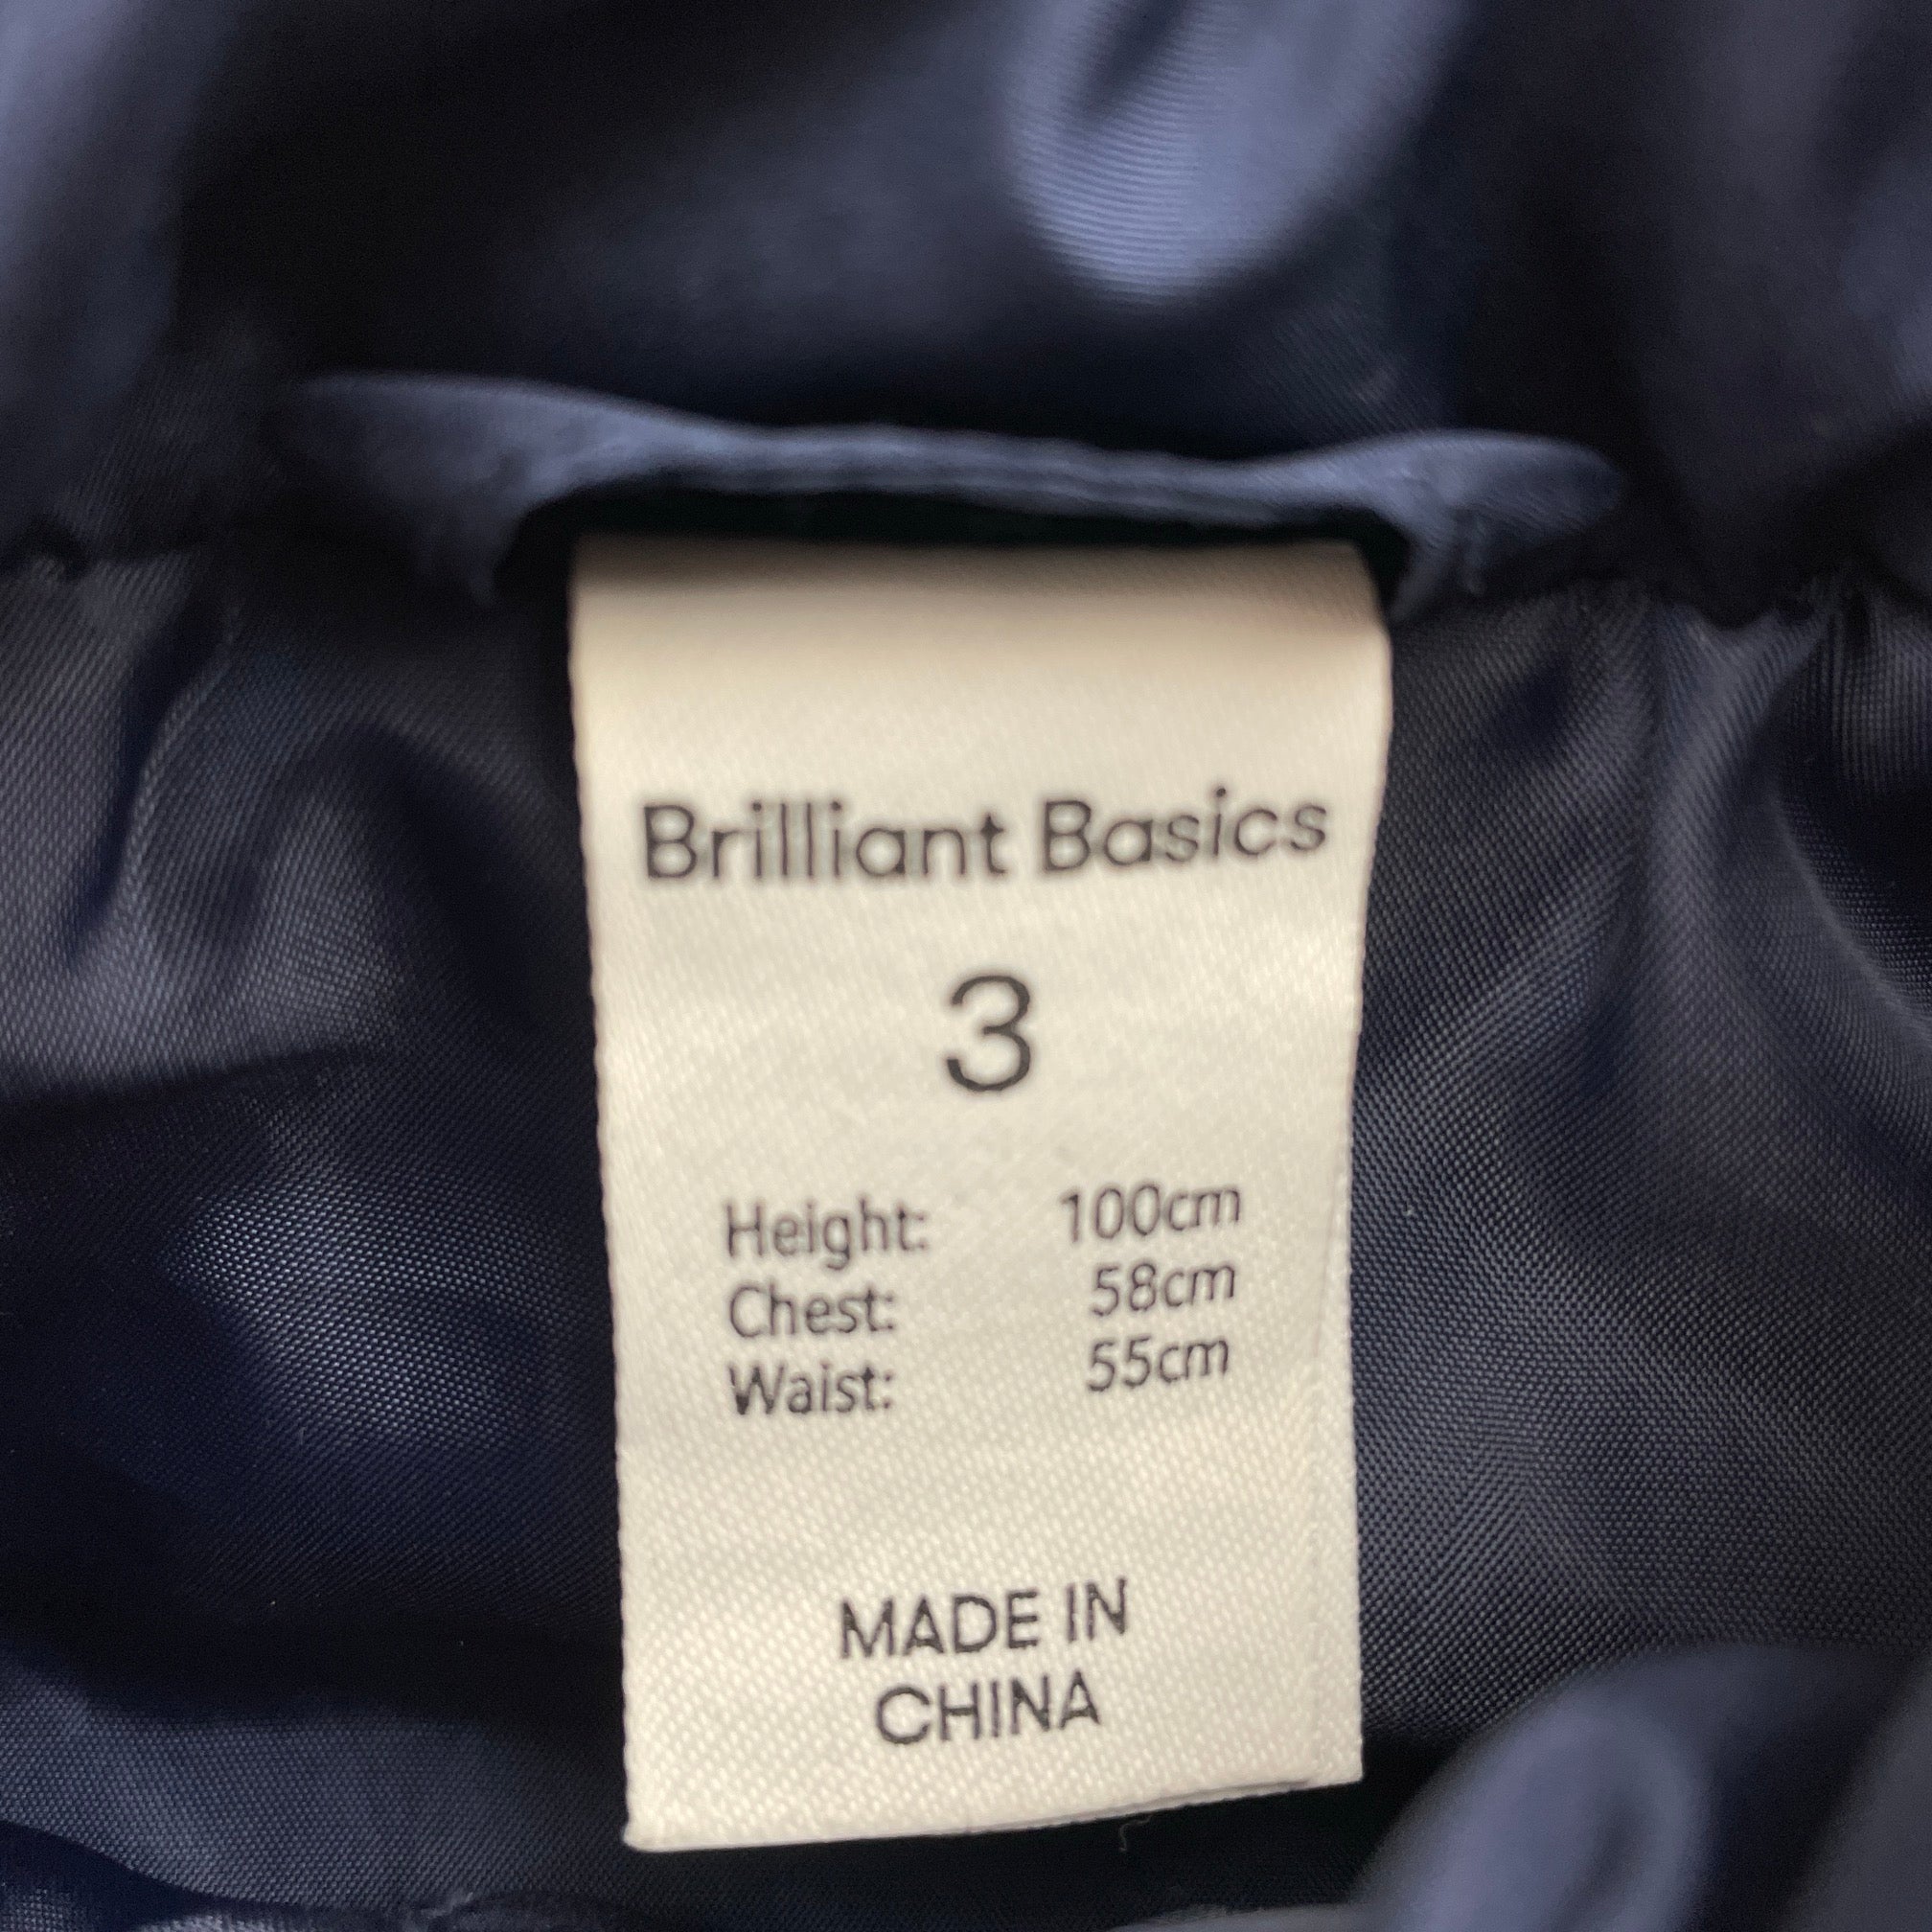 Brilliant Basics
3
Height: 100cm
Chest: 58cm
Waist: 55cm
MADE IN
CHINA